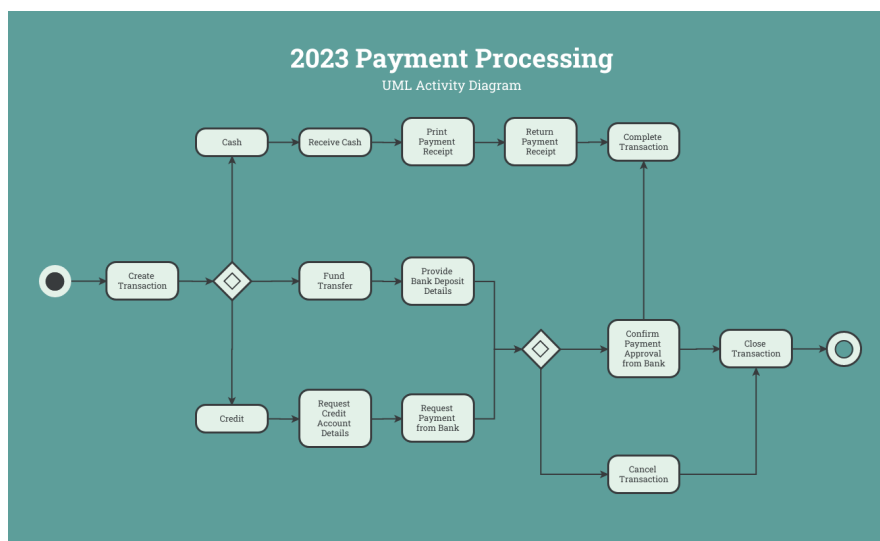 2023 Payment Processing
UML Activity Diagram
Cash
Receive Cash
Print
Payment
Receipt
Return
Payment
Receipt
Complete
Transaction
Create
Transaction
Fund
Transfer
Provide
Bank Deposit
Details
Confirm
Payment
Approval
from Bank
Close
Transaction
Credit
Request
Credit
Account
Details
Request
Payment
from Bank
Cancel
Transaction